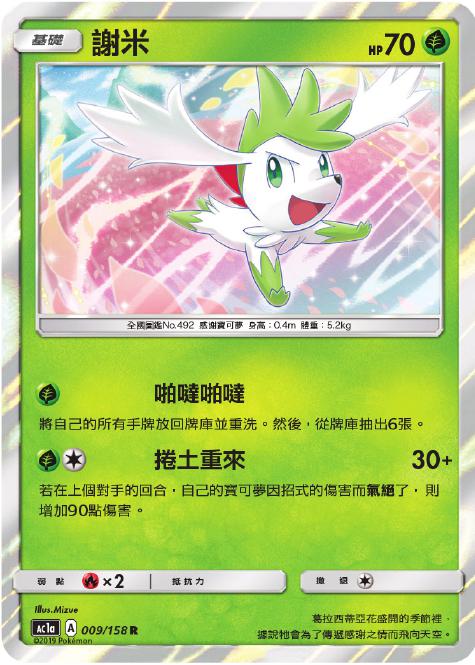 基礎 謝米 HP70
全國圖鑑No.492 感謝寶可夢 身高：0.4m 體重：5.2kg
啪噠啪噠
將自己的所有手牌放回牌庫並重洗。然後，從牌庫抽出6張。
捲土重來 30+
若在上個對手的回合，自己的寶可夢因招式的傷害而氣絕了，則
增加90點傷害。
弱點 ×2 抵抗力 撤退
Illus.Mizue
AC1a A 009/158 R
©2019 Pokémon
葛拉西蒂亞花盛開的季節裡，
據說牠會為了傳遞感謝之情而飛向天空。